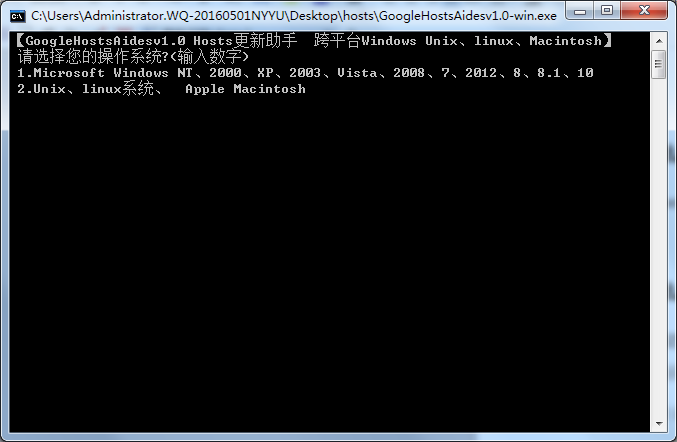 C:\Users\Administrator.WQ-20160501NYYU\Desktop\hosts\GoogleHostsAidesv1.0-win.exe
【GoogleHostsAidesv1.0 Hosts更新助手  跨平台Windows Unix、linux、Macintosh】
请选择您的操作系统?(输入数字)
1.Microsoft Windows NT、2000、XP、2003、Vista、2008、7、2012、8、8.1、10
2.Unix、linux系统、  Apple Macintosh